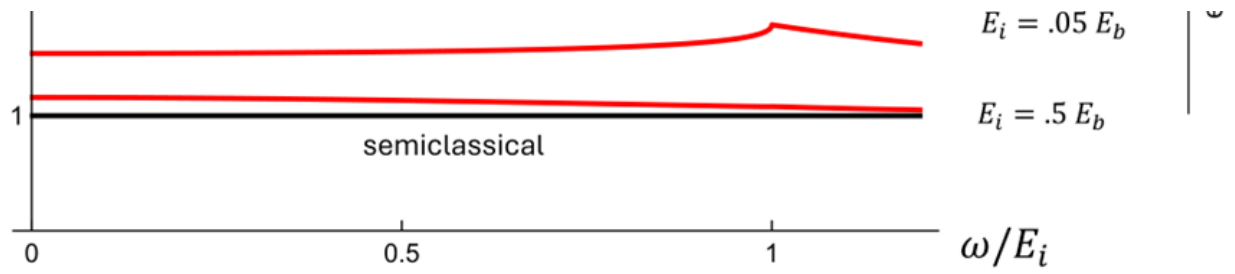 E_i = .05 E_b
1
E_i = .5 E_b
semiclassical
0
0.5
1
ω/E_i